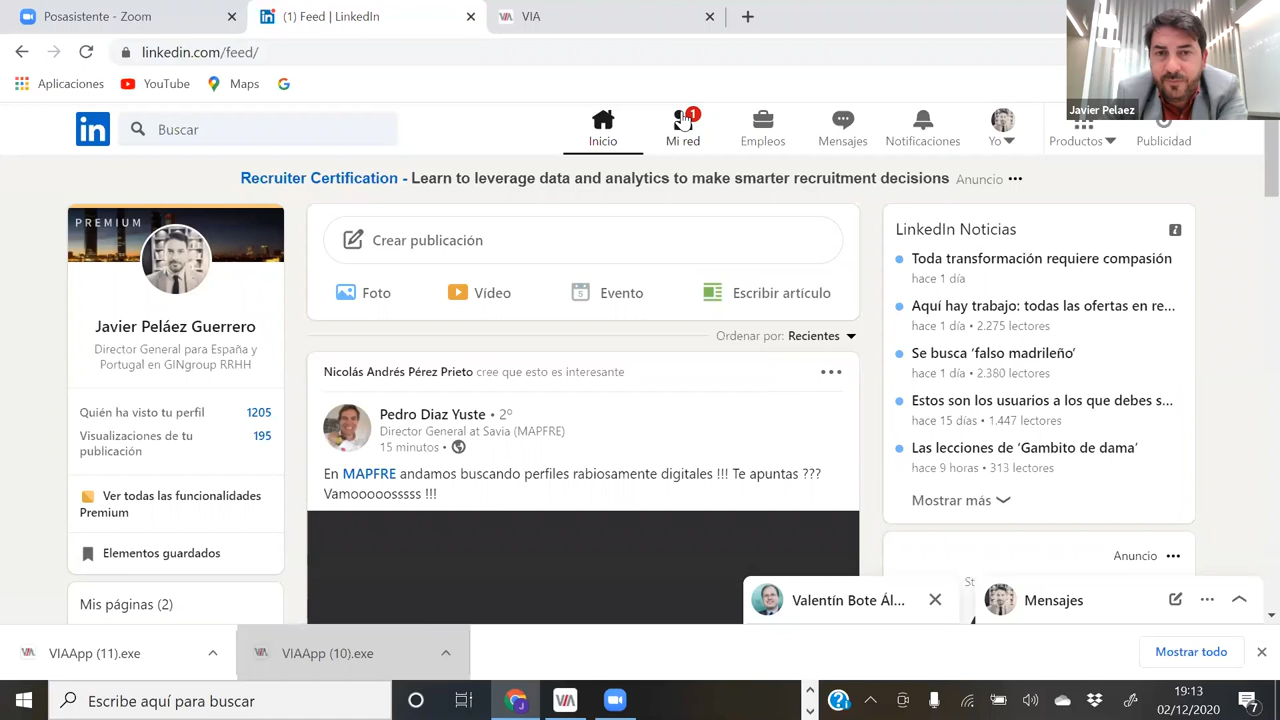 Posasistente - Zoom
(1) Feed | LinkedIn
VIA
linkedin.com/feed/
Aplicaciones
YouTube
Maps
Javier Pelaez
in
Buscar
Inicio
1
Mi red
Empleos
Mensajes
Notificaciones
Yo
Productos
Publicidad
Recruiter Certification - Learn to leverage data and analytics to make smarter recruitment decisions
Anuncio
PREMIUM
Javier Peláez Guerrero
Director General para España y
Portugal en GINgroup RRHH
Quién ha visto tu perfil 1205
Visualizaciones de tu 195
publicación
Ver todas las funcionalidades
Premium
Elementos guardados
Mis páginas (2)
Crear publicación
Foto
Vídeo
Evento
Escribir artículo
Ordenar por: Recientes
Nicolás Andrés Pérez Prieto cree que esto es interesante
Pedro Diaz Yuste • 2º
Director General at Savia (MAPFRE)
15 minutos •
En MAPFRE andamos buscando perfiles rabiosamente digitales !!! Te apuntas ???
Vamooooosssss !!!
LinkedIn Noticias
Toda transformación requiere compasión
hace 1 día
Aquí hay trabajo: todas las ofertas en re...
hace 1 día • 2.275 lectores
Se busca ‘falso madrileño’
hace 1 día • 2.380 lectores
Estos son los usuarios a los que debes s...
hace 15 días • 1.447 lectores
Las lecciones de ‘Gambito de dama’
hace 9 horas • 313 lectores
Mostrar más
Anuncio
St
Valentín Bote Ál...
Mensajes
VIAApp (11).exe
VIAApp (10).exe
Mostrar todo
Escribe aquí para buscar
VIA
19:13
02/12/2020
7